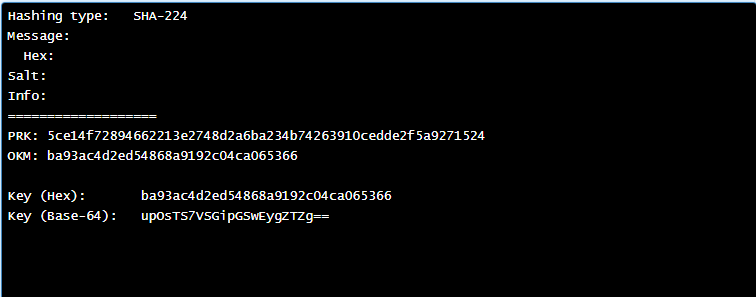 Hashing type:   SHA-224
Message:
  Hex:
Salt:
Info:
===================
PRK: 5ce14f72894662213e2748d2a6ba234b74263910cedde2f5a9271524
OKM: ba93ac4d2ed54868a9192c04ca065366
Key (Hex):       ba93ac4d2ed54868a9192c04ca065366
Key (Base-64):   upOsTS7VSGipGSwEygZTZg==